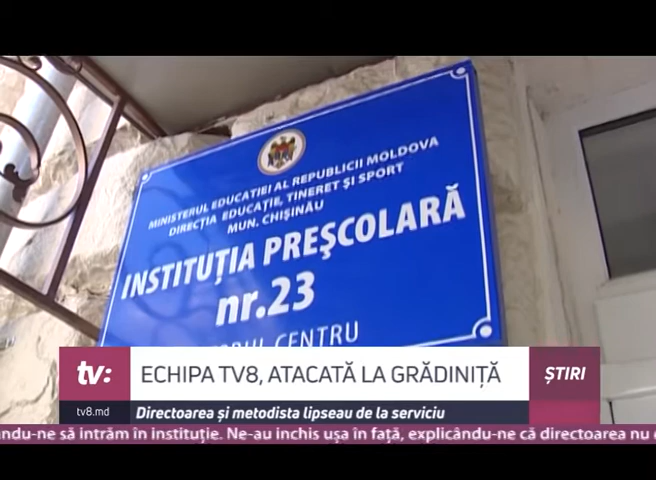 MINISTERUL EDUCAȚIEI AL REPUBLICII MOLDOVA
DIRECȚIA EDUCAȚIE, TINERET ȘI SPORT
MUN. CHIȘINĂU
INSTITUȚIA PREȘCOLARĂ
nr.23
CENTRU
tv:
ECHIPA TV8, ATACATĂ LA GRĂDINIȚĂ
ȘTIRI
tv8.md
Directoarea și metodista lipseau de la serviciu
ndu-ne să intrăm în instituție. Ne-au inchis ușa în față, explicându-ne că directoarea nu